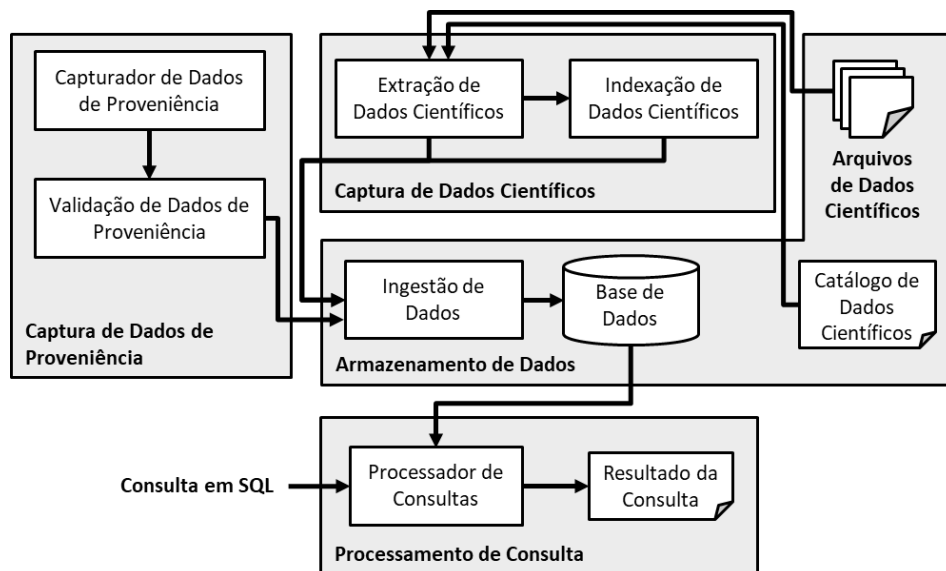 Capturador de Dados
de Proveniência
Validação de Dados de
Proveniência
Captura de Dados de
Proveniência
Extração de
Dados Científicos
Indexação de
Dados Científicos
Captura de Dados Científicos
Arquivos
de Dados
Científicos
Ingestão de
Dados
Base de
Dados
Catálogo de
Dados
Científicos
Armazenamento de Dados
Consulta em SQL
Processador de
Consultas
Resultado da
Consulta
Processamento de Consulta